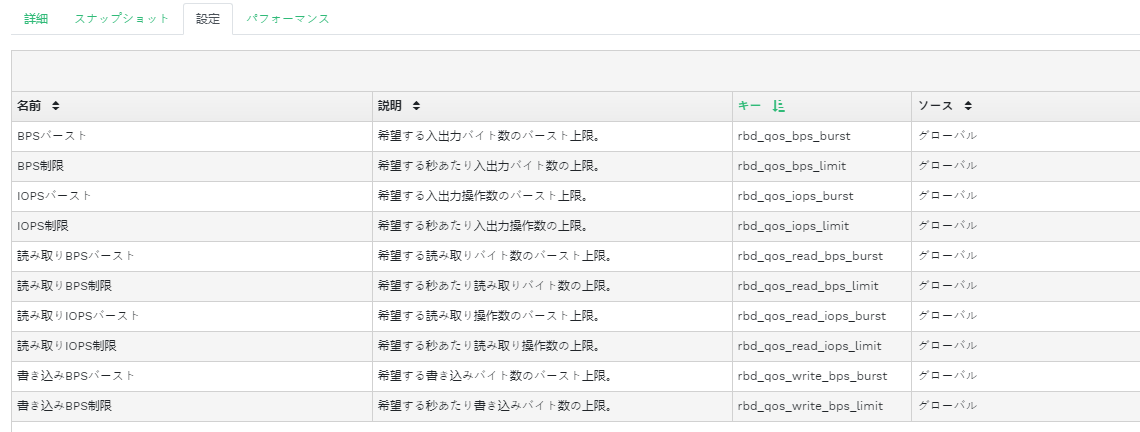 詳細 スナップショット 設定 パフォーマンス
名前 説明 キー ソース
BPSバースト 希望する入出力バイト数のバースト上限。 rbd_qos_bps_burst グローバル
BPS制限 希望する秒あたり入出力バイト数の上限。 rbd_qos_bps_limit グローバル
IOPSバースト 希望する入出力操作数のバースト上限。 rbd_qos_iops_burst グローバル
IOPS制限 希望する秒あたり入出力操作数の上限。 rbd_qos_iops_limit グローバル
読み取りBPSバースト 希望する読み取りバイト数のバースト上限。 rbd_qos_read_bps_burst グローバル
読み取りBPS制限 希望する秒あたり読み取りバイト数の上限。 rbd_qos_read_bps_limit グローバル
読み取りIOPSバースト 希望する読み取り操作数のバースト上限。 rbd_qos_read_iops_burst グローバル
読み取りIOPS制限 希望する秒あたり読み取り操作数の上限。 rbd_qos_read_iops_limit グローバル
書き込みBPSバースト 希望する書き込みバイト数のバースト上限。 rbd_qos_write_bps_burst グローバル
書き込みBPS制限 希望する秒あたり書き込みバイト数の上限。 rbd_qos_write_bps_limit グローバル